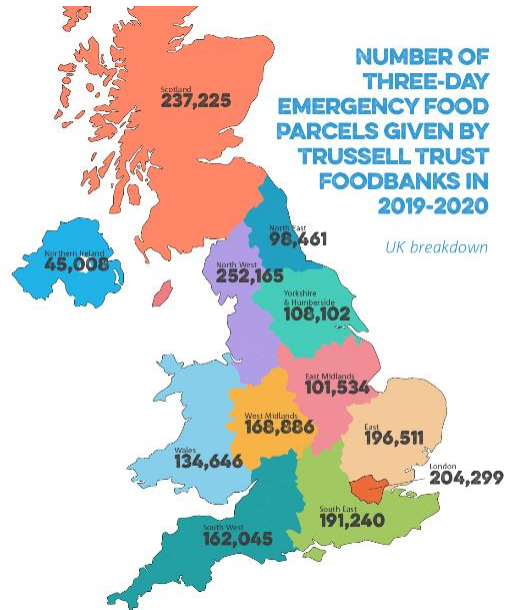 NUMBER OF
THREE-DAY
EMERGENCY FOOD
PARCELS GIVEN BY
TRUSSELL TRUST
FOODBANKS IN
2019-2020
UK breakdown
Scotland
237,225
North East
98,461
Northern Ireland
45,008
North West
252,165
Yorkshire
& Humberside
108,102
East Midlands
101,534
West Midlands
168,886
East
196,511
Wales
134,646
London
204,299
South East
191,240
South West
162,045